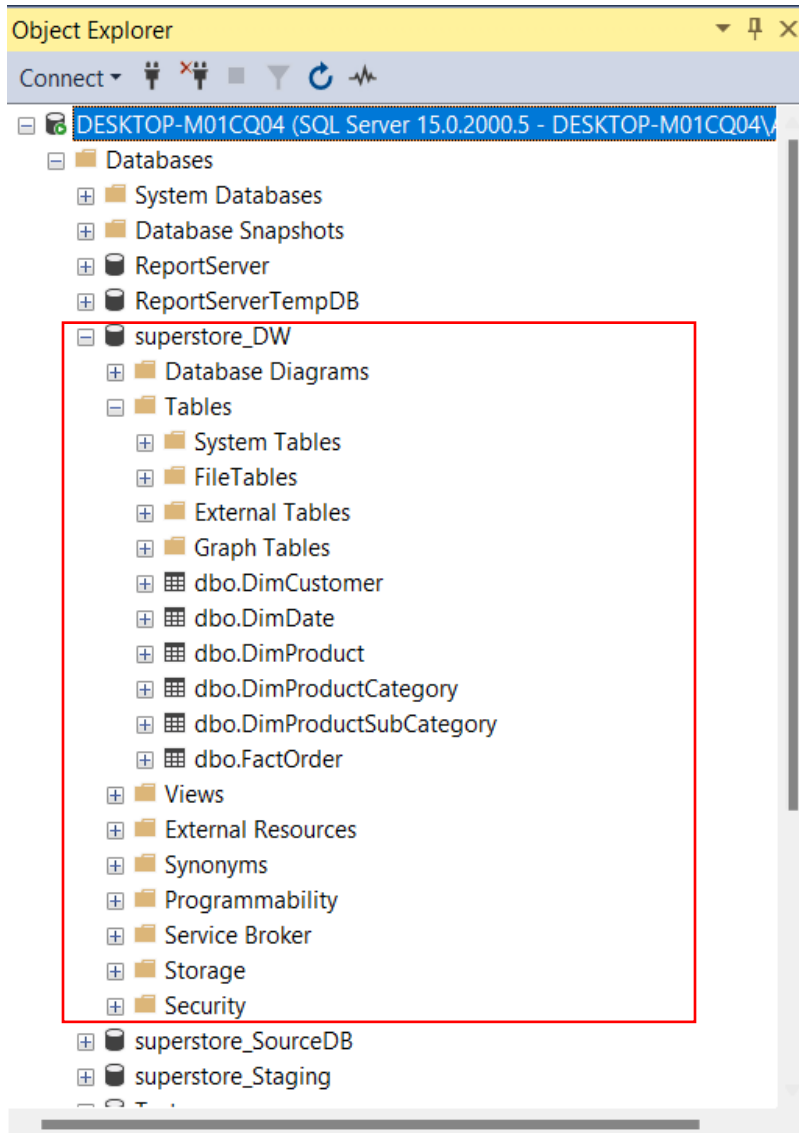 Object Explorer
Connect
DESKTOP-M01CQ04 (SQL Server 15.0.2000.5 - DESKTOP-M01CQ04\
Databases
System Databases
Database Snapshots
ReportServer
ReportServerTempDB
superstore_DW
Database Diagrams
Tables
System Tables
FileTables
External Tables
Graph Tables
dbo.DimCustomer
dbo.DimDate
dbo.DimProduct
dbo.DimProductCategory
dbo.DimProductSubCategory
dbo.FactOrder
Views
External Resources
Synonyms
Programmability
Service Broker
Storage
Security
superstore_SourceDB
superstore_Staging